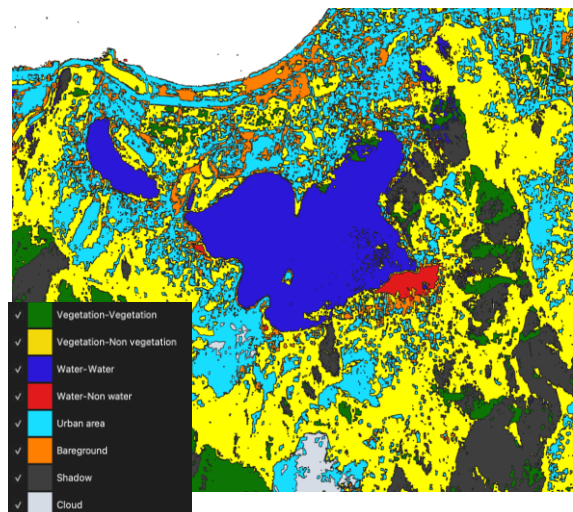 Vegetation-Vegetation
Vegetation-Non vegetation
Water-Water
Water-Non water
Urban area
Bareground
Shadow
Cloud